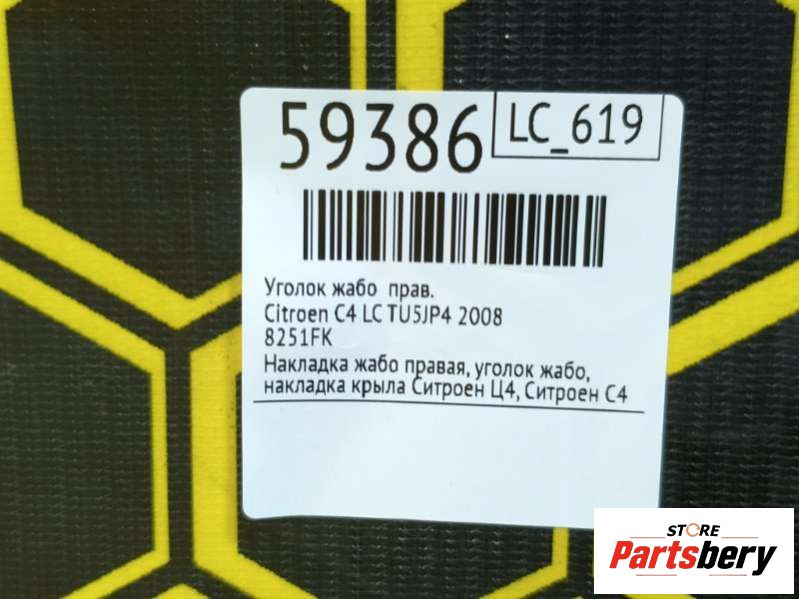 59386
LC_619
Уголок жабо прав.
Citroen C4 LC TU5JP4 2008
8251FK
Накладка жабо правая, уголок жабо,
накладка крыла Ситроен Ц4, Ситроен С4
STORE
Partsbery